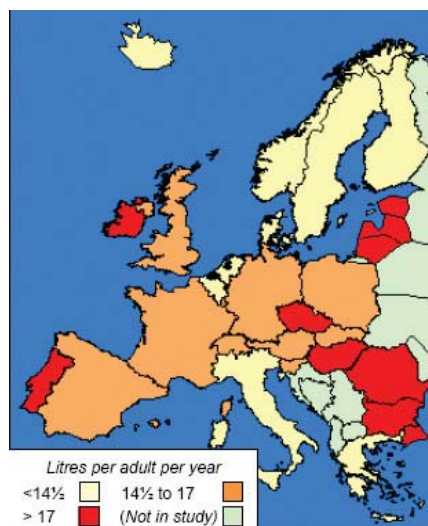 Litres per adult per year
<14½ 14½ to 17
> 17 (Not in study)